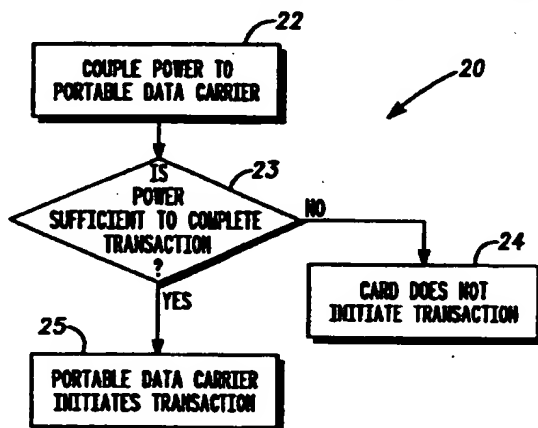 22
COUPLE POWER TO
PORTABLE DATA CARRIER
20
23
IS
POWER
SUFFICIENT TO COMPLETE
TRANSACTION
?
NO
YES
24
CARD DOES NOT
INITIATE TRANSACTION
25
PORTABLE DATA CARRIER
INITIATES TRANSACTION